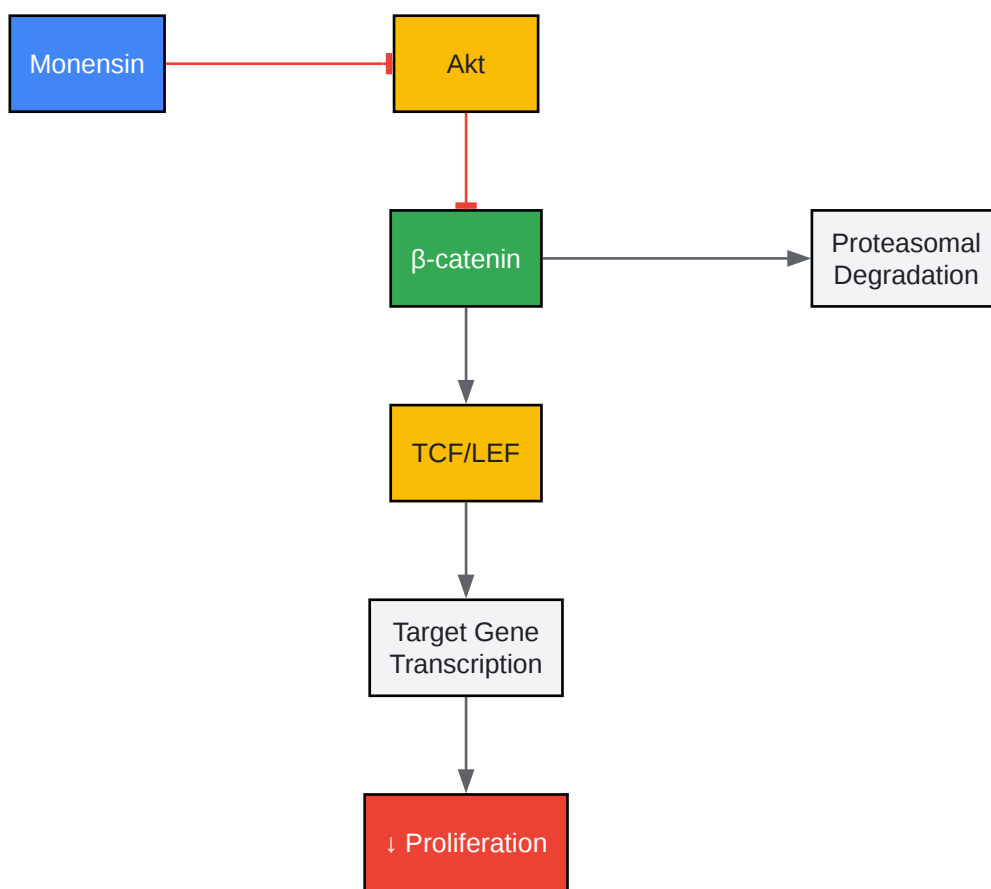 Monensin
Akt
β-catenin
Proteasomal
Degradation
TCF/LEF
Target Gene
Transcription
↓ Proliferation